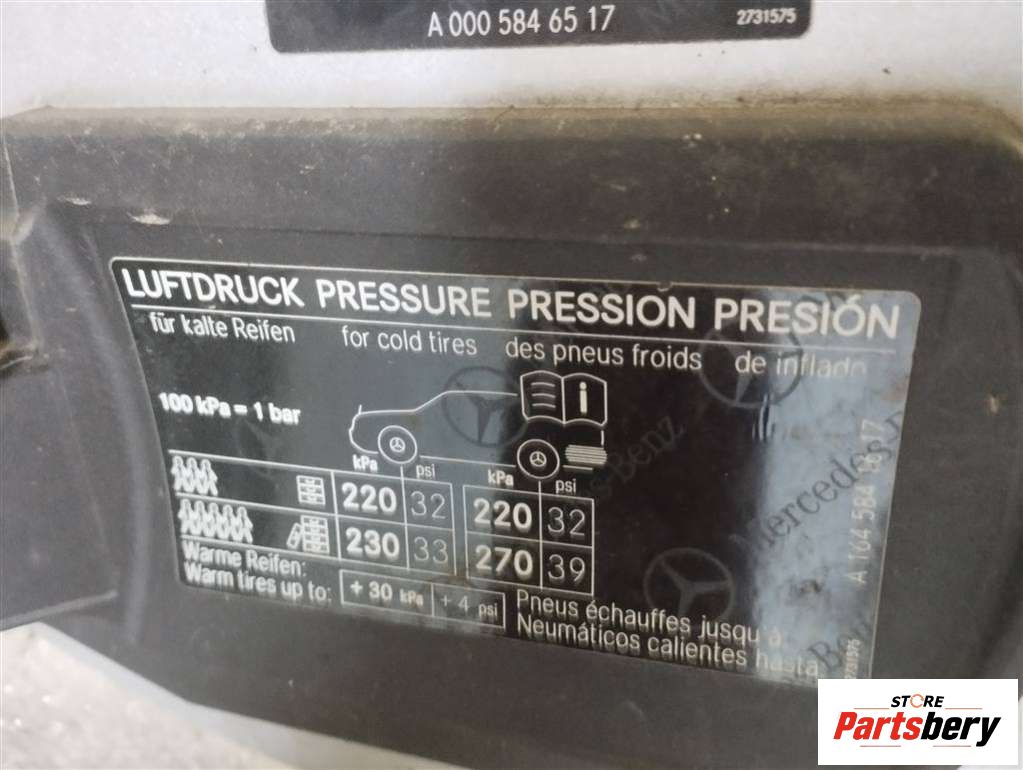 A 000 584 65 17 2731575
LUFTDRUCK PRESSURE PRESSION PRESIÓN
für kalte Reifen for cold tires des pneus froids de inflado
100 kPa = 1 bar
i
kPa psi kPa psi
220 32 220 32
230 33 270 39
Warme Reifen:
Warm tires up to: + 30 kPa + 4 psi
Pneus échauffes jusqu'à
Neumáticos calientes hasta
A 164 584
Mercedes-
Benz
STORE
Partsbery